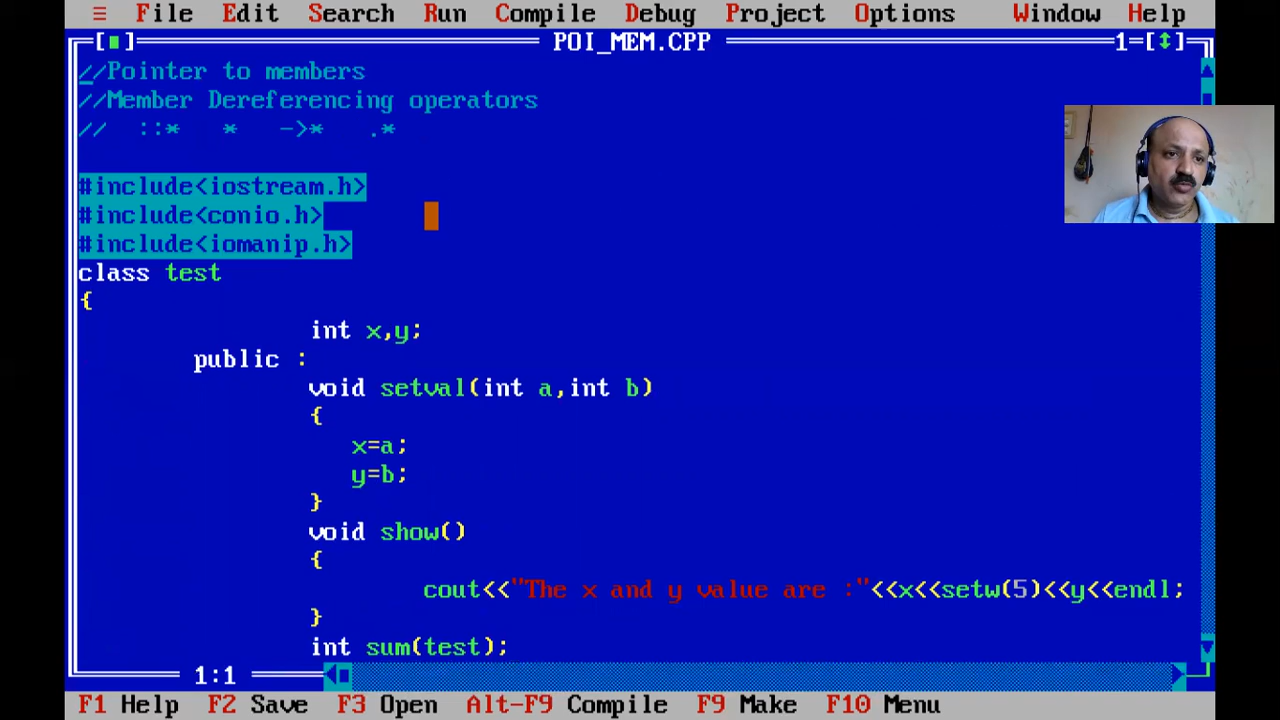 ≡ File Edit Search Run Compile Debug Project Options Window Help
[■] POI_MEM.CPP 1=[↕]
//Pointer to members
//Member Dereferencing operators
// ::* * ->* .*
#include<iostream.h>
#include<conio.h>
#include<iomanip.h>
class test
{
int x,y;
public :
void setval(int a,int b)
{
x=a;
y=b;
}
void show()
{
cout<<"The x and y value are :"<<x<<setw(5)<<y<<endl;
}
int sum(test);
1:1
F1 Help F2 Save F3 Open Alt-F9 Compile F9 Make F10 Menu